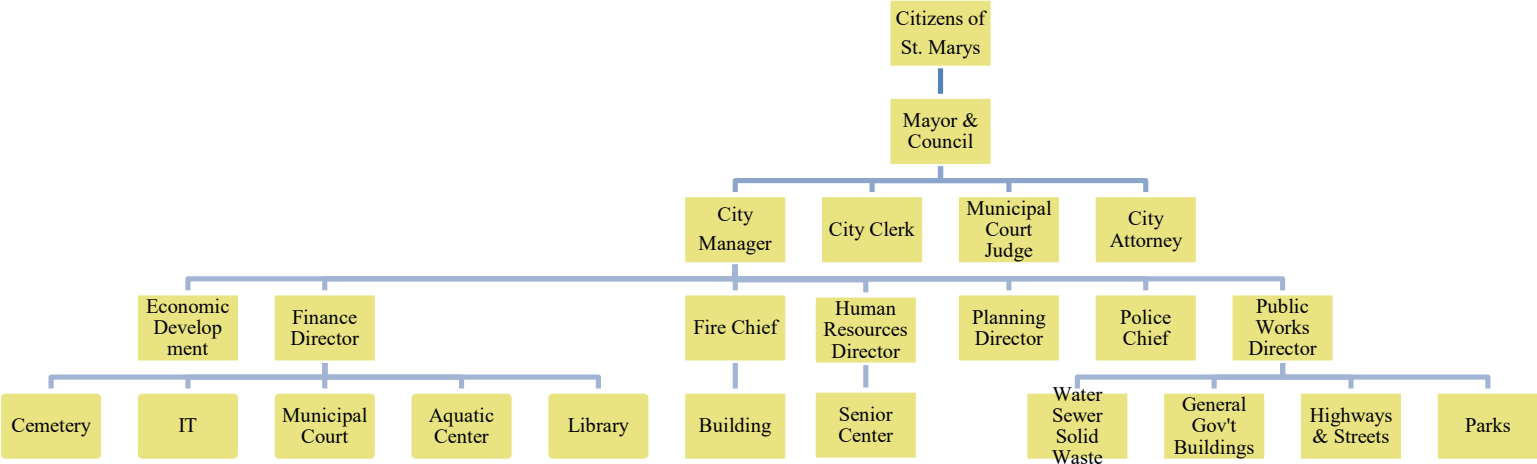 Citizens of
St. Marys
Mayor &
Council
City
Manager
City Clerk
Municipal
Court
Judge
City
Attorney
Economic
Develop
ment
Finance
Director
Fire Chief
Human
Resources
Director
Planning
Director
Police
Chief
Public
Works
Director
Cemetery
IT
Municipal
Court
Aquatic
Center
Library
Building
Senior
Center
Water
Sewer
Solid
Waste
General
Gov't
Buildings
Highways
& Streets
Parks